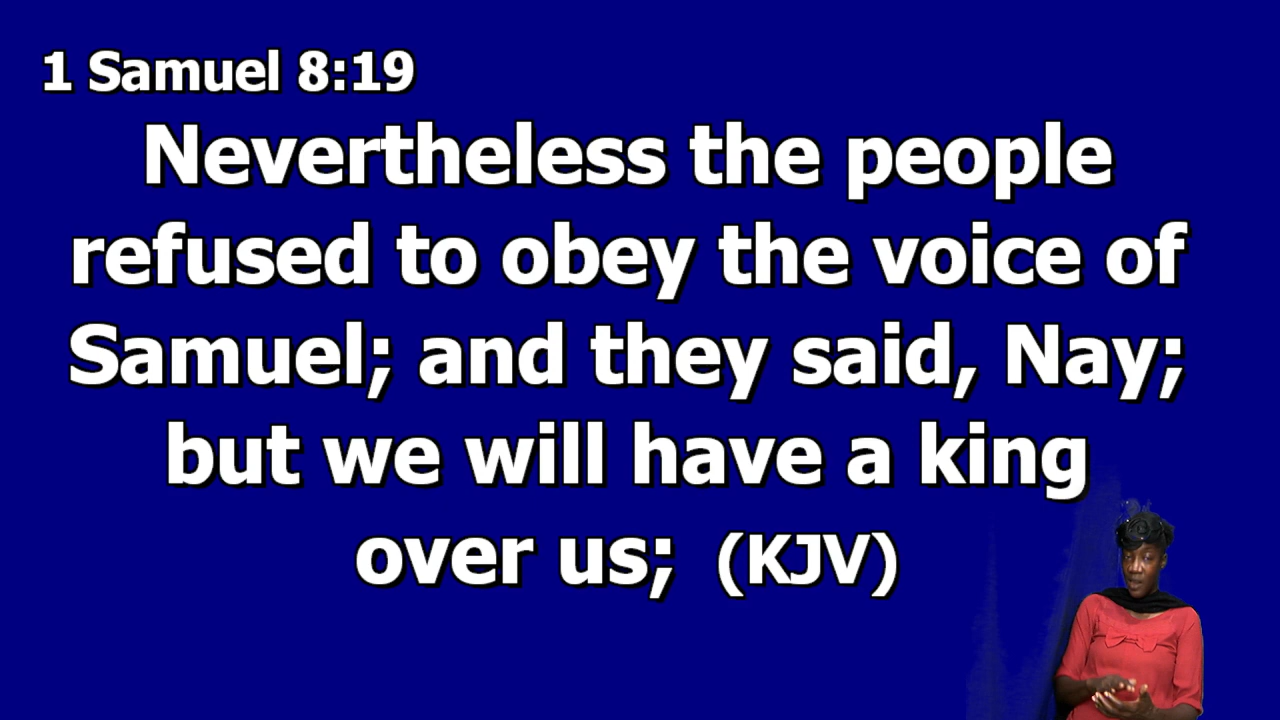 1 Samuel 8:19
Nevertheless the people
refused to obey the voice of
Samuel; and they said, Nay;
but we will have a king
over us; (KJV)